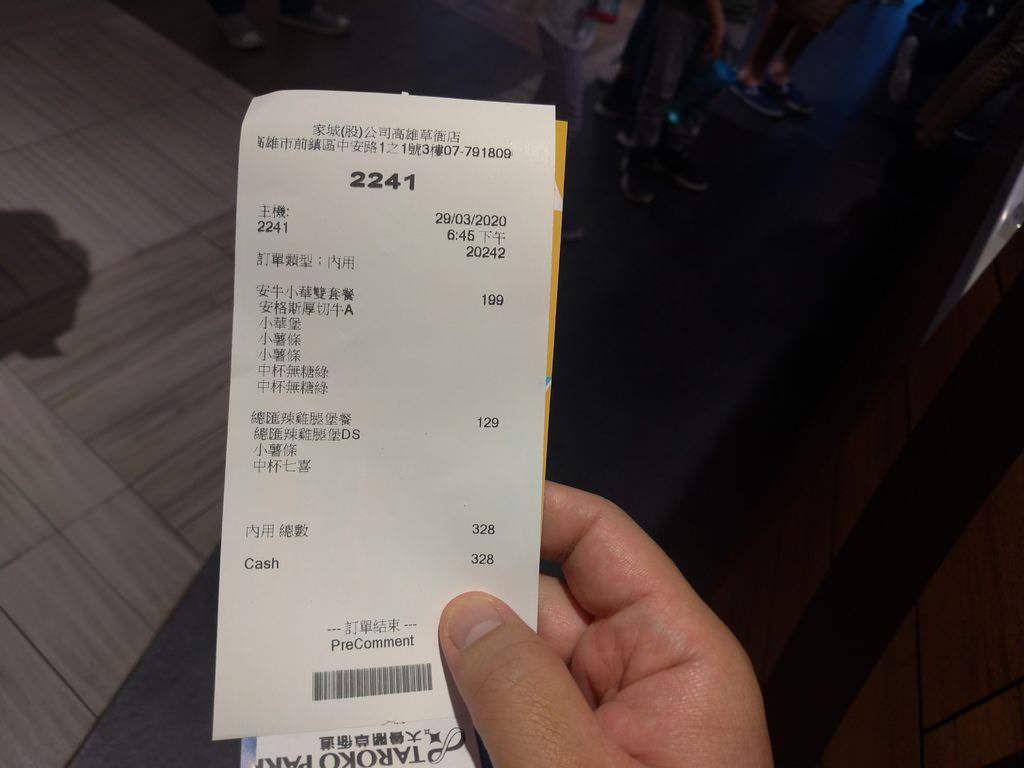 家城(股)公司高雄草衙店
高雄市前鎮區中安路1之1號3樓07-791809
2241
主機:
29/03/2020
2241
6:45 下午
20242
訂單類型：內用
安牛小華雙套餐 199
安格斯厚切牛A
小華堡
小薯條
小薯條
中杯無糖綠
中杯無糖綠
總匯辣雞腿堡餐 129
總匯辣雞腿堡DS
小薯條
中杯七喜
內用 總數 328
Cash 328
--- 訂單結束 ---
PreComment
大魯閣草衙道
TAROKO PARK